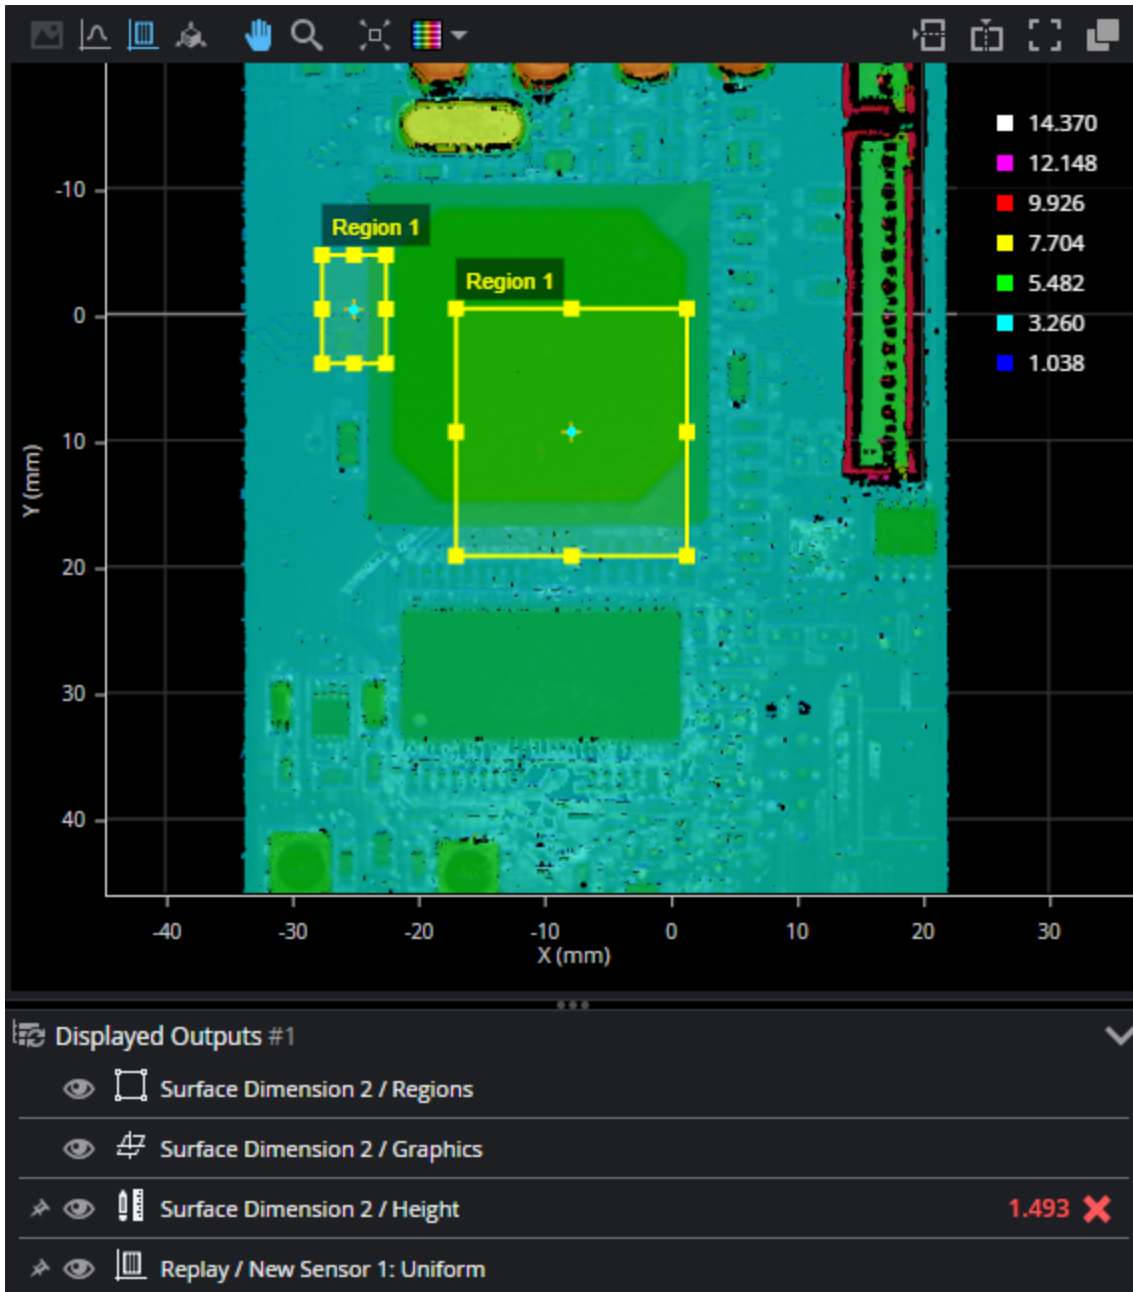 14.370
12.148
9.926
7.704
5.482
3.260
1.038
Region 1
Region 1
-10
0
10
20
30
40
Y (mm)
-40 -30 -20 -10 0 10 20 30
X (mm)
Displayed Outputs #1
Surface Dimension 2 / Regions
Surface Dimension 2 / Graphics
Surface Dimension 2 / Height 1.493
Replay / New Sensor 1: Uniform